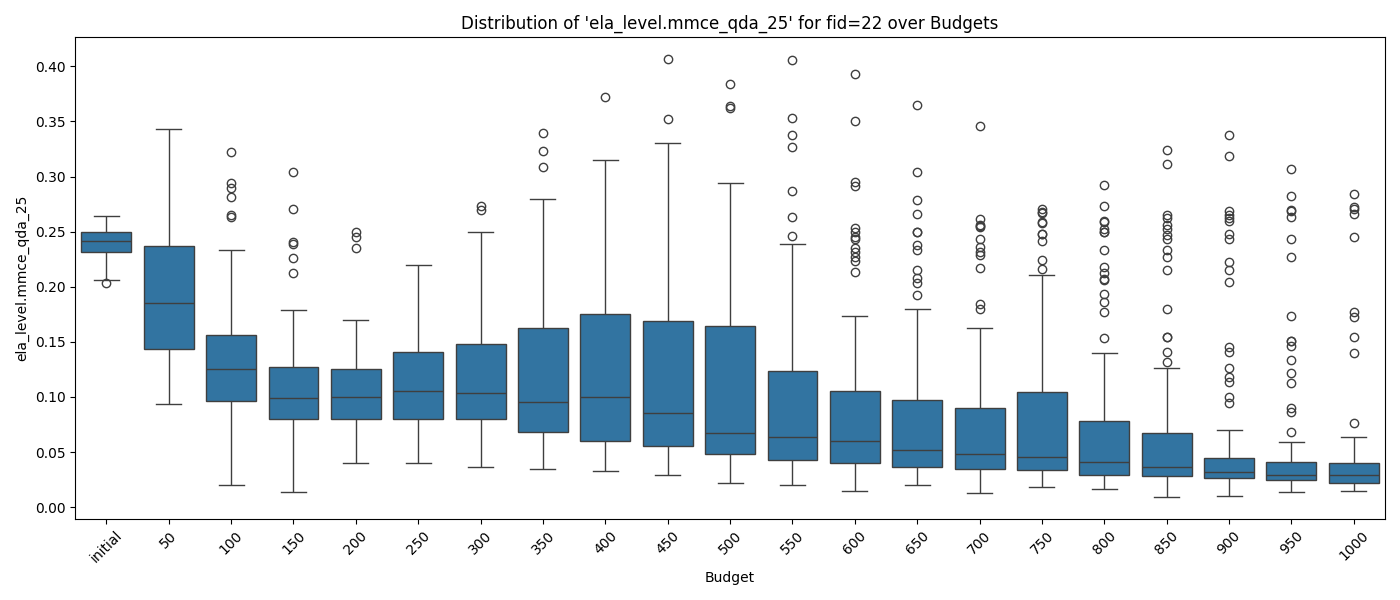 Distribution of 'ela_level.mmce_qda_25' for fid=22 over Budgets
ela_level.mmce_qda_25
0.40
0.35
0.30
0.25
0.20
0.15
0.10
0.05
0.00
initial 50 100 150 200 250 300 350 400 450 500 550 600 650 700 750 800 850 900 950 1000
Budget